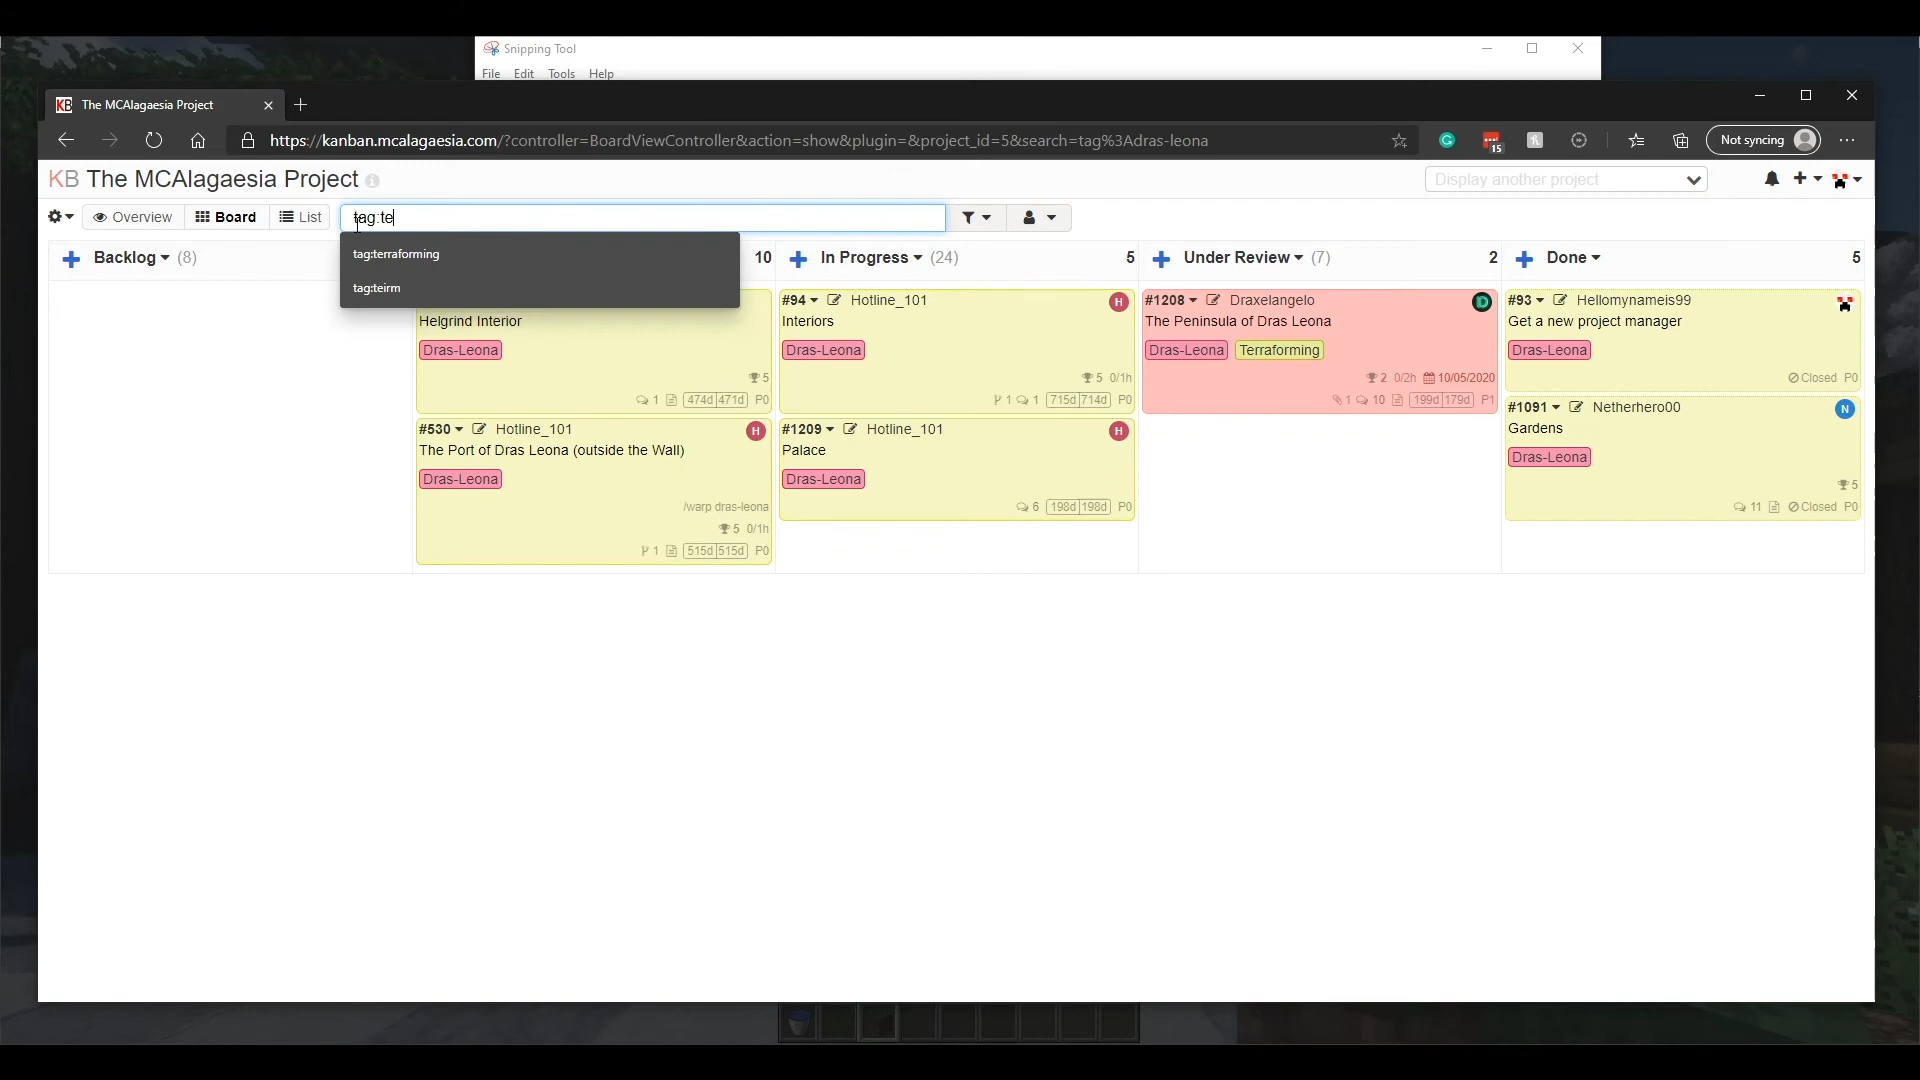 Snipping Tool
File Edit Tools Help
KB The MCAlagaesia Project
https://kanban.mcalagaesia.com/?controller=BoardViewController&action=show&plugin=&project_id=5&search=tag%3Adras-leona
15
Not syncing
KB The MCAlagaesia Project
Display another project
Overview Board List tag:te
tag:terraforming
tag:teirm
Backlog (8)
10
Helgrind Interior
Dras-Leona
5
1 474d 471d P0
#530 Hotline_101 H
The Port of Dras Leona (outside the Wall)
Dras-Leona
/warp dras-leona
5 0/1h
1 515d 515d P0
In Progress (24) 5
#94 Hotline_101 H
Interiors
Dras-Leona
5 0/1h
1 1 715d 714d P0
#1209 Hotline_101 H
Palace
Dras-Leona
6 198d 198d P0
Under Review (7) 2
#1208 Draxelangelo D
The Peninsula of Dras Leona
Dras-Leona Terraforming
2 0/2h 10/05/2020
1 10 199d 179d P1
Done 5
#93 Hellomynameis99
Get a new project manager
Dras-Leona
Closed P0
#1091 Netherhero00 N
Gardens
Dras-Leona
5
11 Closed P0